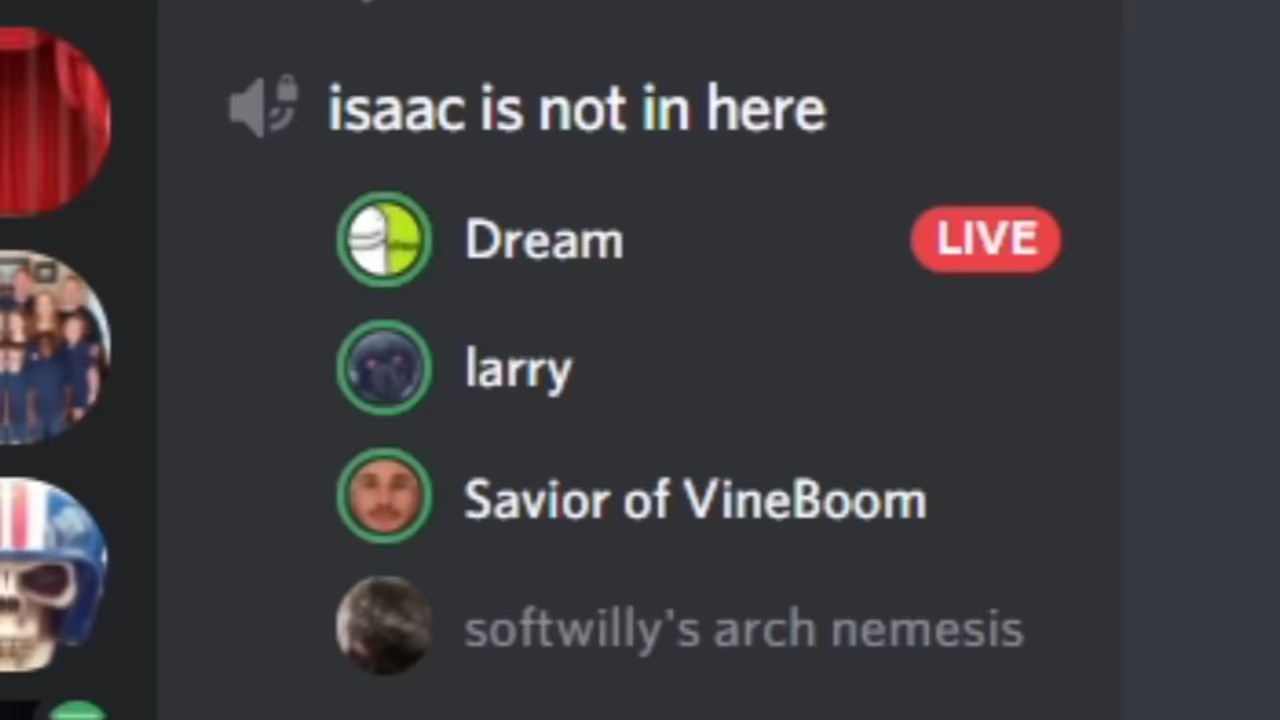 isaac is not in here
Dream LIVE
larry
Savior of VineBoom
softwilly's arch nemesis